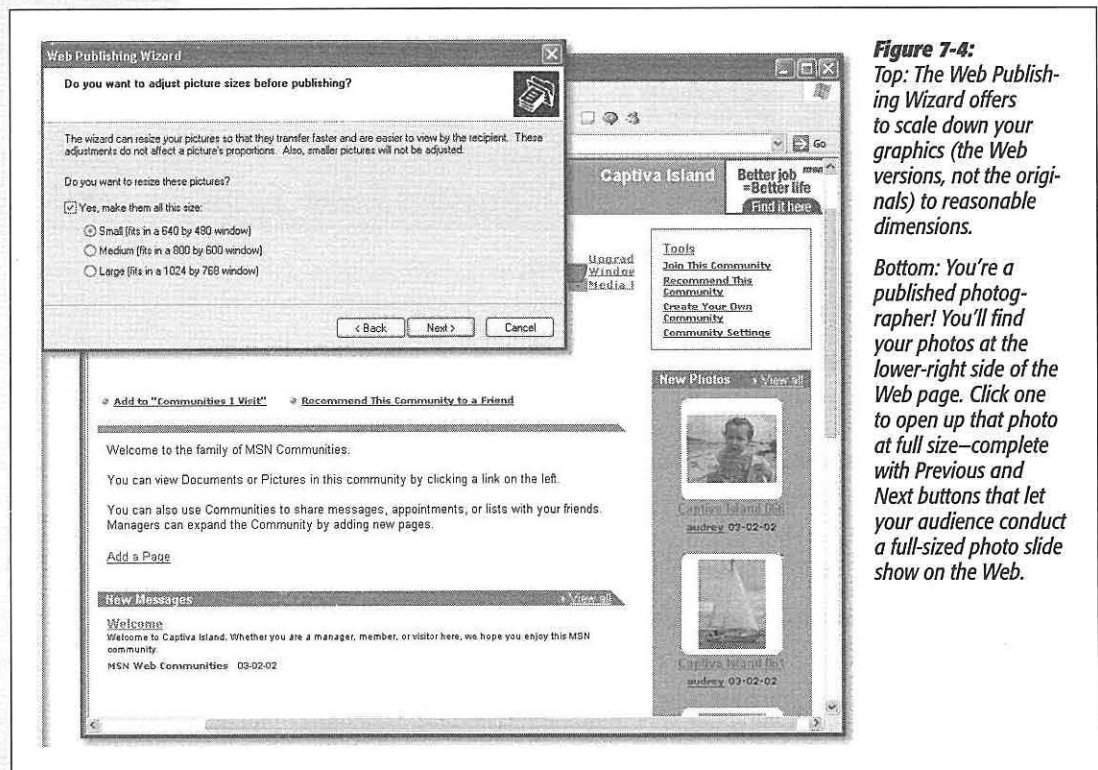 Web Publishing Wizard
Do you want to adjust picture sizes before publishing?
The wizard can resize your pictures so that they transfer faster and are easier to view by the recipient. These
adjustments do not affect a picture's proportions. Also, smaller pictures will not be adjusted.
Do you want to resize these pictures?
Yes, make them all this size:
Small (fits in a 640 by 480 window)
Medium (fits in a 800 by 600 window)
Large (fits in a 1024 by 768 window)
< Back
Next >
Cancel
Go
Captiva Island
Better job
=Better life
msn
Find it here
Upgrad
Window
Media
Tools
Join This Community
Recommend This
Community
Create Your Own
Community
Community Settings
Add to "Communities I Visit"
Recommend This Community to a Friend
Welcome to the family of MSN Communities.
You can view Documents or Pictures in this community by clicking a link on the left.
You can also use Communities to share messages, appointments, or lists with your friends.
Managers can expand the Community by adding new pages.
Add a Page
New Messages
View all
Welcome
Welcome to Captiva Island. Whether you are a manager, member, or visitor here, we hope you enjoy this MSN
community.
MSN Web Communities 03-02-02
New Photos
View all
Captiva Island
audrey 03-02-02
Captiva Island
audrey 03-02-02
Figure 7-4:
Top: The Web Publish-
ing Wizard offers
to scale down your
graphics (the Web
versions, not the origi-
nals) to reasonable
dimensions.
Bottom: You're a
published photog-
rapher! You'll find
your photos at the
lower-right side of the
Web page. Click one
to open up that photo
at full size—complete
with Previous and
Next buttons that let
your audience conduct
a full-sized photo slide
show on the Web.